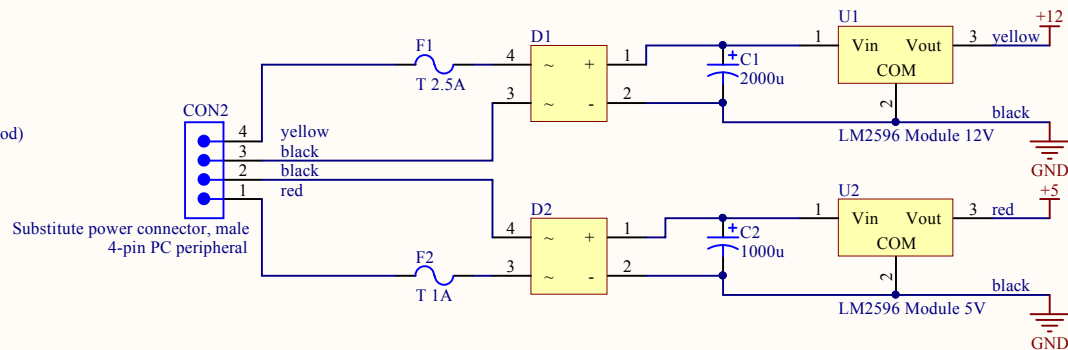 F1
T 2.5A
D1
4
~
+
1
3
~
-
2
C1
2000u
+
U1
1
Vin
Vout
3
COM
2
yellow
+12
black
LM2596 Module 12V
GND
od)
CON2
4
yellow
3
black
2
black
1
red
Substitute power connector, male
4-pin PC peripheral
F2
T 1A
D2
4
~
+
1
3
~
-
2
+
C2
1000u
U2
1
Vin
Vout
3
COM
2
red
+5
black
LM2596 Module 5V
GND